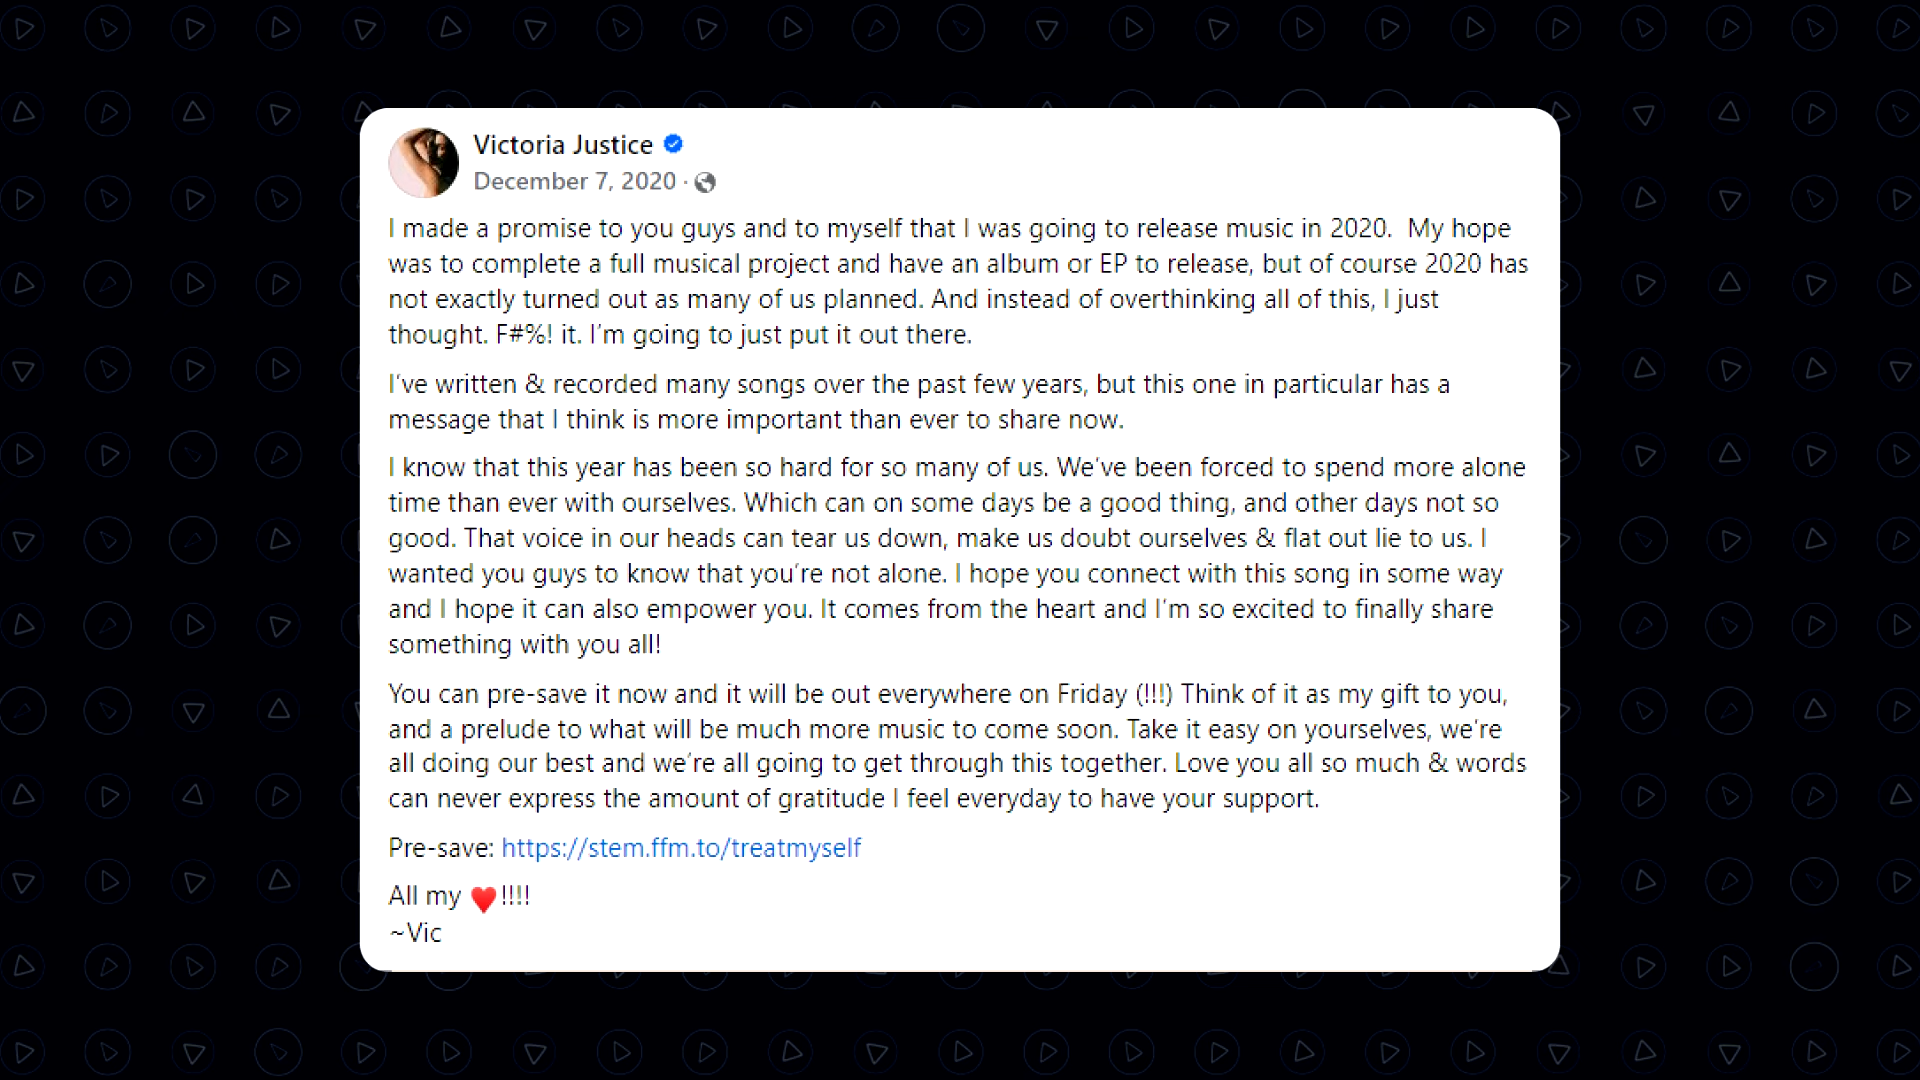 Victoria Justice
December 7, 2020 ·
I made a promise to you guys and to myself that I was going to release music in 2020.  My hope
was to complete a full musical project and have an album or EP to release, but of course 2020 has
not exactly turned out as many of us planned. And instead of overthinking all of this, I just
thought. F#%! it. I’m going to just put it out there.
I’ve written & recorded many songs over the past few years, but this one in particular has a
message that I think is more important than ever to share now.
I know that this year has been so hard for so many of us. We’ve been forced to spend more alone
time than ever with ourselves. Which can on some days be a good thing, and other days not so
good. That voice in our heads can tear us down, make us doubt ourselves & flat out lie to us. I
wanted you guys to know that you’re not alone. I hope you connect with this song in some way
and I hope it can also empower you. It comes from the heart and I’m so excited to finally share
something with you all!
You can pre-save it now and it will be out everywhere on Friday (!!!) Think of it as my gift to you,
and a prelude to what will be much more music to come soon. Take it easy on yourselves, we’re
all doing our best and we’re all going to get through this together. Love you all so much & words
can never express the amount of gratitude I feel everyday to have your support.
Pre-save: https://stem.ffm.to/treatmyself
All my ♥!!!!
~Vic